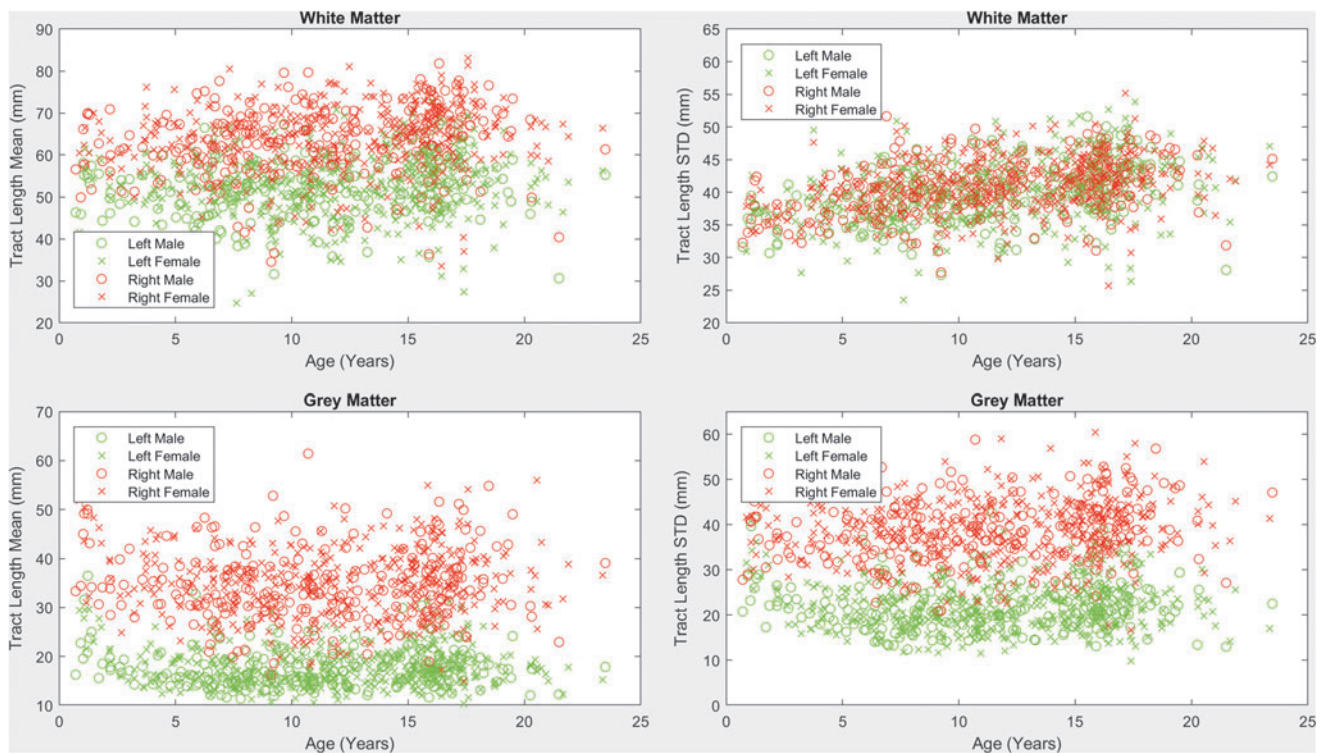 White Matter
Tract Length Mean (mm)
90
80
70
60
50
40
30
20
Left Male
Left Female
Right Male
Right Female
0 5 10 15 20 25
Age (Years)
White Matter
Tract Length STD (mm)
65
60
55
50
45
40
35
30
25
20
Left Male
Left Female
Right Male
Right Female
0 5 10 15 20 25
Age (Years)
Grey Matter
Tract Length Mean (mm)
70
60
50
40
30
20
10
Left Male
Left Female
Right Male
Right Female
0 5 10 15 20 25
Age (Years)
Grey Matter
Tract Length STD (mm)
60
50
40
30
20
10
0
Left Male
Left Female
Right Male
Right Female
0 5 10 15 20 25
Age (Years)